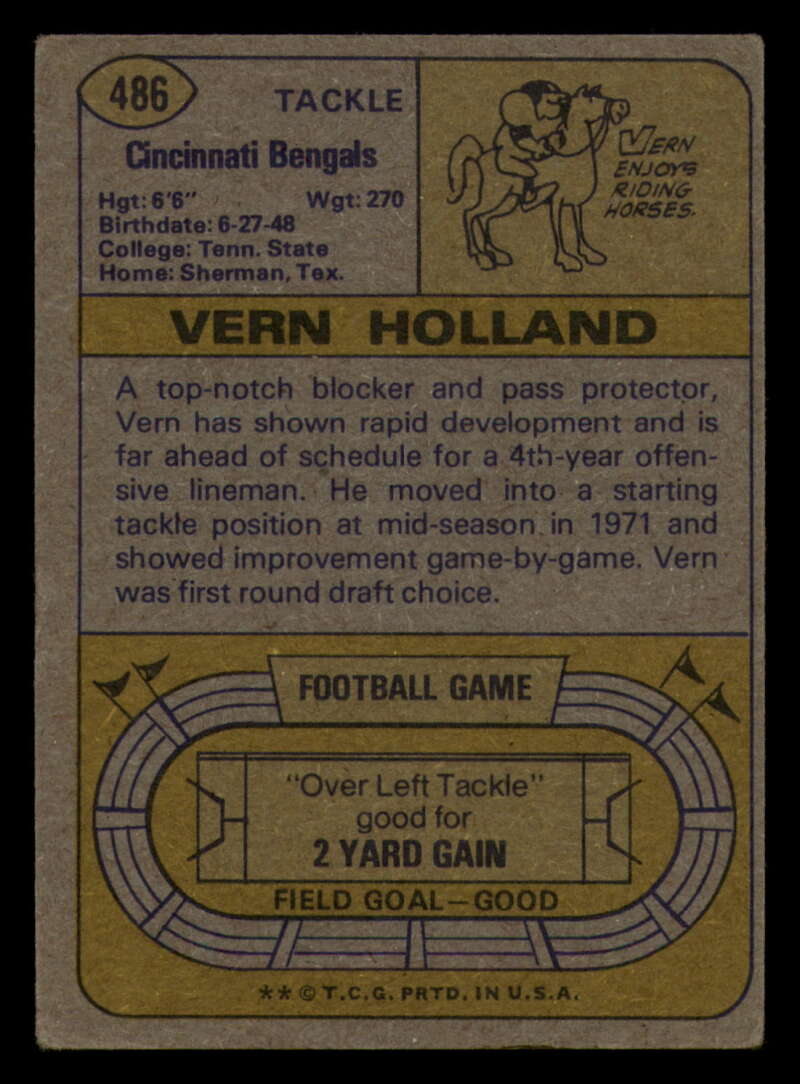 486
TACKLE
Cincinnati Bengals
Hgt: 6'6" Wgt: 270
Birthdate: 6-27-48
College: Tenn. State
Home: Sherman, Tex.
VERN
ENJOYS
RIDING
HORSES.
VERN HOLLAND
A top-notch blocker and pass protector,
Vern has shown rapid development and is
far ahead of schedule for a 4th-year offen-
sive lineman. He moved into a starting
tackle position at mid-season in 1971 and
showed improvement game-by-game. Vern
was first round draft choice.
FOOTBALL GAME
"Over Left Tackle"
good for
2 YARD GAIN
FIELD GOAL—GOOD
** © T.C.G. PRTD. IN U.S.A.